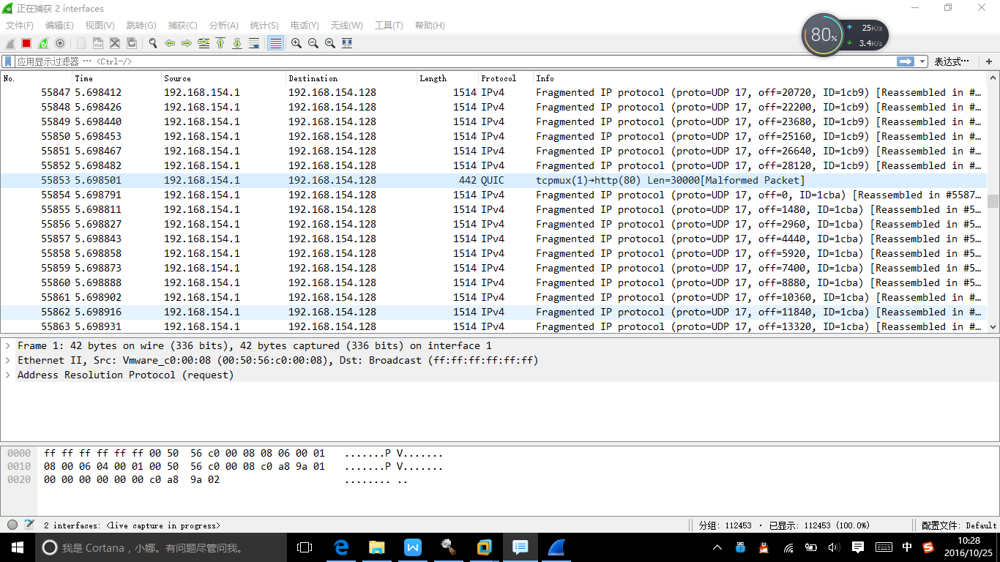 正在捕获 2 interfaces
文件(F) 编辑(E) 视图(V) 跳转(G) 捕获(C) 分析(A) 统计(S) 电话(Y) 无线(W) 工具(T) 帮助(H)
80% 25K/s
3.4K/s
应用显示过滤器 … <Ctrl-/> 表达式… +
No. Time Source Destination Length Protocol Info
55847 5.698412 192.168.154.1 192.168.154.128 1514 IPv4 Fragmented IP protocol (proto=UDP 17, off=20720, ID=1cb9) [Reassembled in #…
55848 5.698426 192.168.154.1 192.168.154.128 1514 IPv4 Fragmented IP protocol (proto=UDP 17, off=22200, ID=1cb9) [Reassembled in #…
55849 5.698440 192.168.154.1 192.168.154.128 1514 IPv4 Fragmented IP protocol (proto=UDP 17, off=23680, ID=1cb9) [Reassembled in #…
55850 5.698453 192.168.154.1 192.168.154.128 1514 IPv4 Fragmented IP protocol (proto=UDP 17, off=25160, ID=1cb9) [Reassembled in #…
55851 5.698467 192.168.154.1 192.168.154.128 1514 IPv4 Fragmented IP protocol (proto=UDP 17, off=26640, ID=1cb9) [Reassembled in #…
55852 5.698482 192.168.154.1 192.168.154.128 1514 IPv4 Fragmented IP protocol (proto=UDP 17, off=28120, ID=1cb9) [Reassembled in #…
55853 5.698501 192.168.154.1 192.168.154.128 442 QUIC tcpmux(1)→http(80) Len=30000[Malformed Packet]
55854 5.698791 192.168.154.1 192.168.154.128 1514 IPv4 Fragmented IP protocol (proto=UDP 17, off=0, ID=1cba) [Reassembled in #5587…
55855 5.698811 192.168.154.1 192.168.154.128 1514 IPv4 Fragmented IP protocol (proto=UDP 17, off=1480, ID=1cba) [Reassembled in #5…
55856 5.698827 192.168.154.1 192.168.154.128 1514 IPv4 Fragmented IP protocol (proto=UDP 17, off=2960, ID=1cba) [Reassembled in #5…
55857 5.698843 192.168.154.1 192.168.154.128 1514 IPv4 Fragmented IP protocol (proto=UDP 17, off=4440, ID=1cba) [Reassembled in #5…
55858 5.698858 192.168.154.1 192.168.154.128 1514 IPv4 Fragmented IP protocol (proto=UDP 17, off=5920, ID=1cba) [Reassembled in #5…
55859 5.698873 192.168.154.1 192.168.154.128 1514 IPv4 Fragmented IP protocol (proto=UDP 17, off=7400, ID=1cba) [Reassembled in #5…
55860 5.698888 192.168.154.1 192.168.154.128 1514 IPv4 Fragmented IP protocol (proto=UDP 17, off=8880, ID=1cba) [Reassembled in #5…
55861 5.698902 192.168.154.1 192.168.154.128 1514 IPv4 Fragmented IP protocol (proto=UDP 17, off=10360, ID=1cba) [Reassembled in #…
55862 5.698916 192.168.154.1 192.168.154.128 1514 IPv4 Fragmented IP protocol (proto=UDP 17, off=11840, ID=1cba) [Reassembled in #…
55863 5.698931 192.168.154.1 192.168.154.128 1514 IPv4 Fragmented IP protocol (proto=UDP 17, off=13320, ID=1cba) [Reassembled in #…
Frame 1: 42 bytes on wire (336 bits), 42 bytes captured (336 bits) on interface 1
Ethernet II, Src: Vmware_c0:00:08 (00:50:56:c0:00:08), Dst: Broadcast (ff:ff:ff:ff:ff:ff)
Address Resolution Protocol (request)
0000 ff ff ff ff ff ff 00 50 56 c0 00 08 08 06 00 01 .......P V.......
0010 08 00 06 04 00 01 00 50 56 c0 00 08 c0 a8 9a 01 .......P V.......
0020 00 00 00 00 00 00 c0 a8 9a 02 ........ ..
2 interfaces: <live capture in progress> 分组: 112453 · 已显示: 112453 (100.0%) 配置文件: Default
我是 Cortana，小娜。有问题尽管问我。 中 10:28
2016/10/25